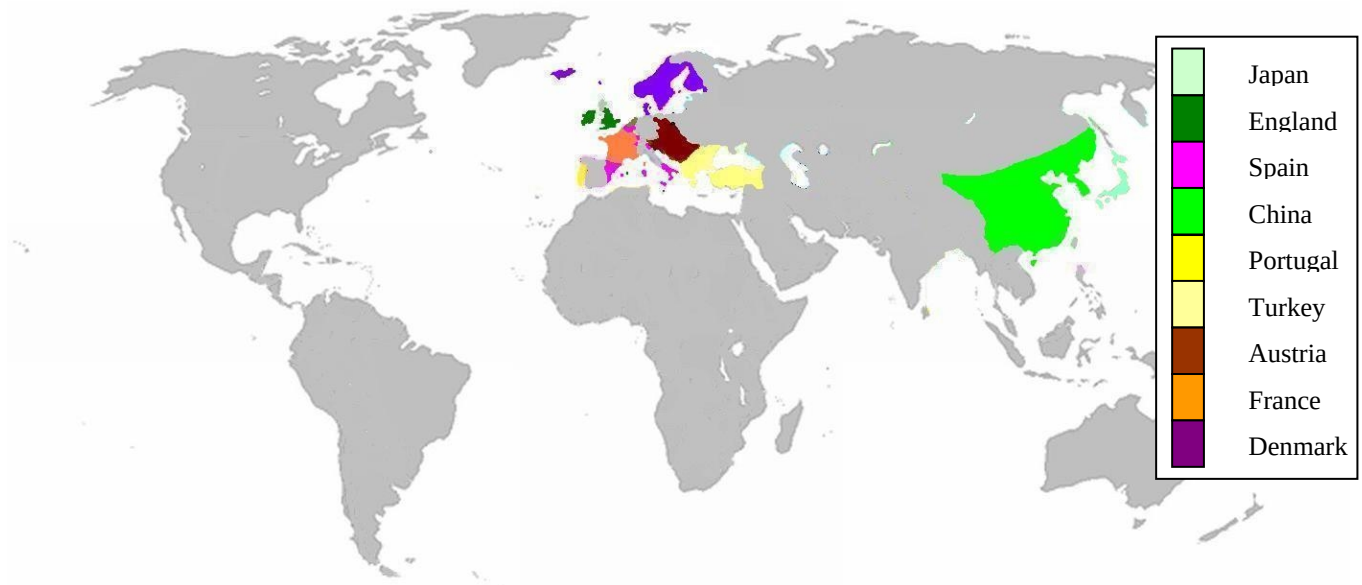 Japan
England
Spain
China
Portugal
Turkey
Austria
France
Denmark